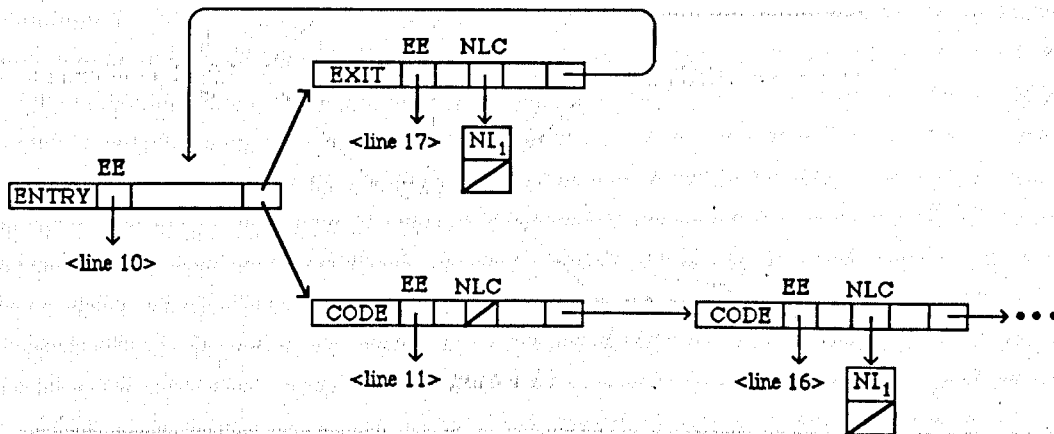 EE NLC
EXIT
<line 17> NI1
EE
ENTRY
<line 10>
EE NLC
CODE
<line 11>
EE NLC
CODE
<line 16> NI1